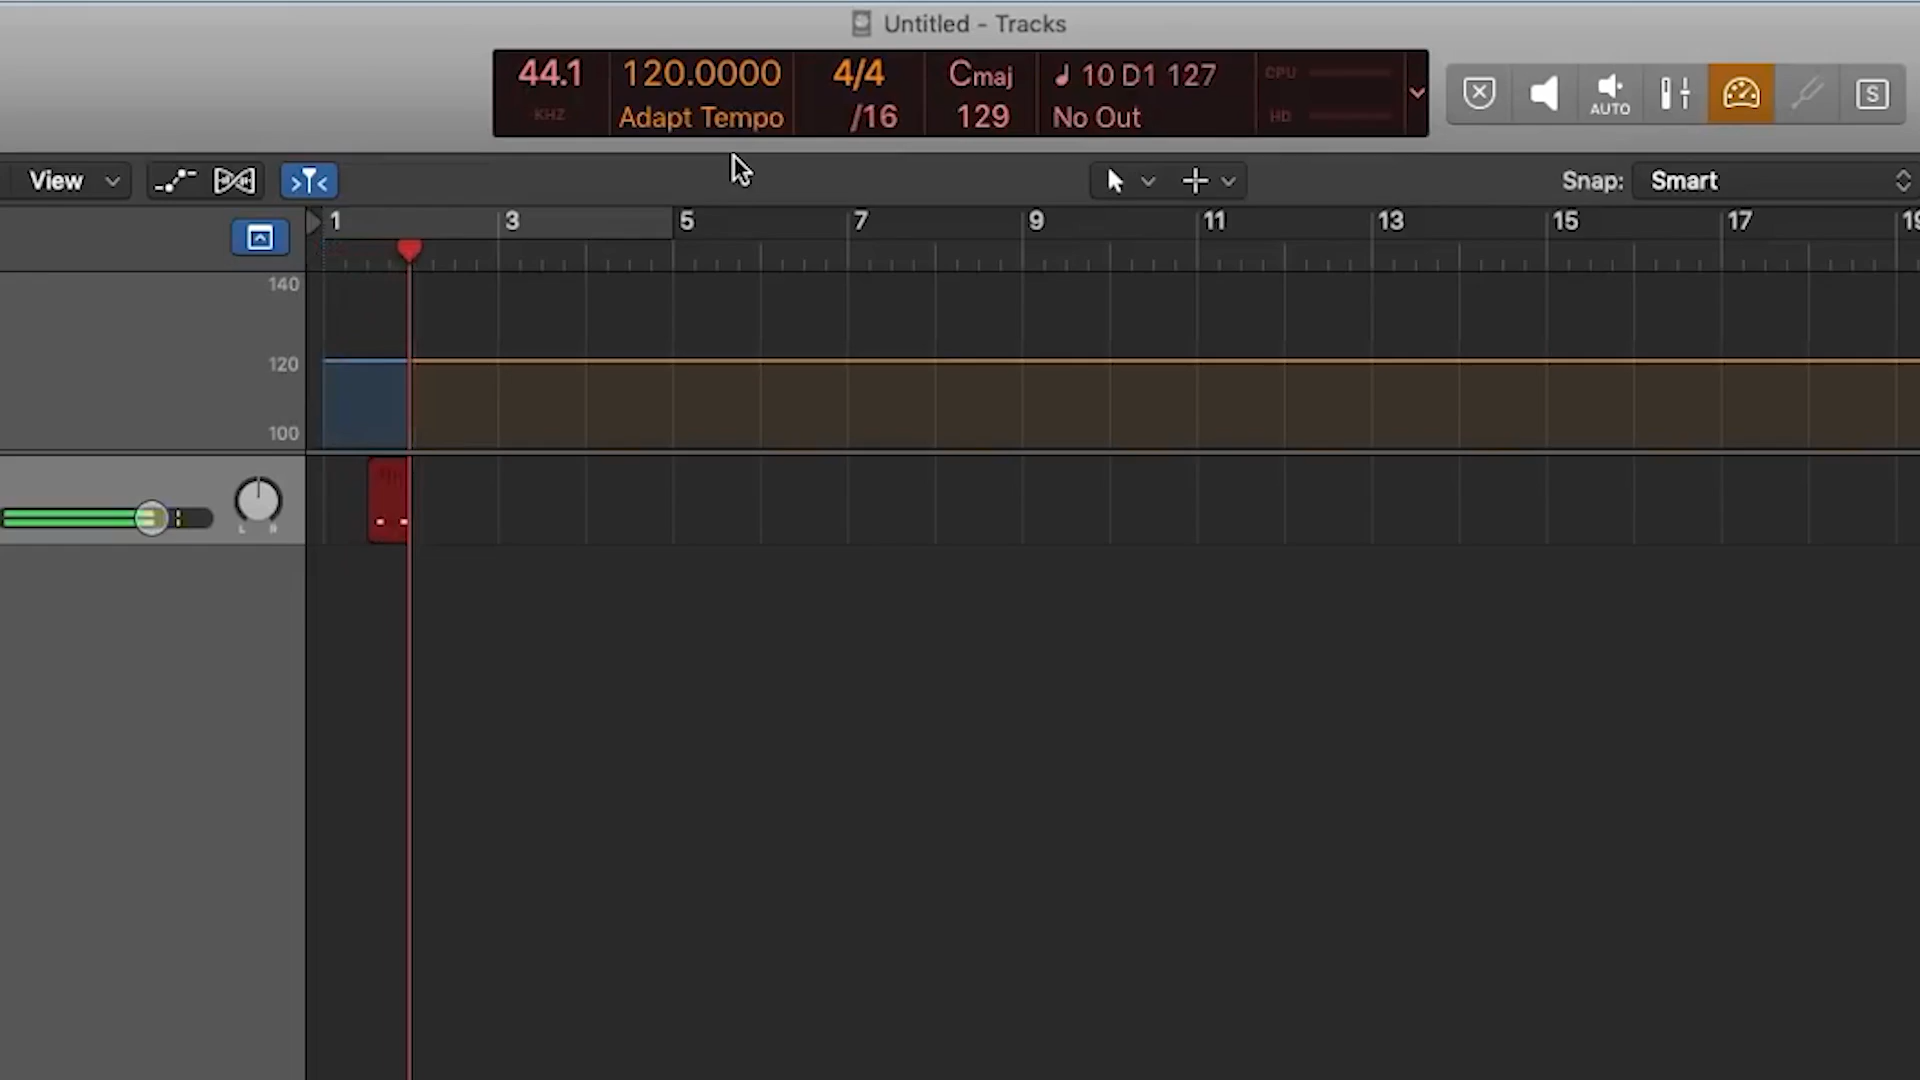 Untitled - Tracks
44.1 120.0000 4/4 Cmaj 10 D1 127 CPU
KHZ Adapt Tempo /16 129 No Out HD
AUTO
S
View Snap: Smart
1 3 5 7 9 11 13 15 17 19
140
120
100
L R